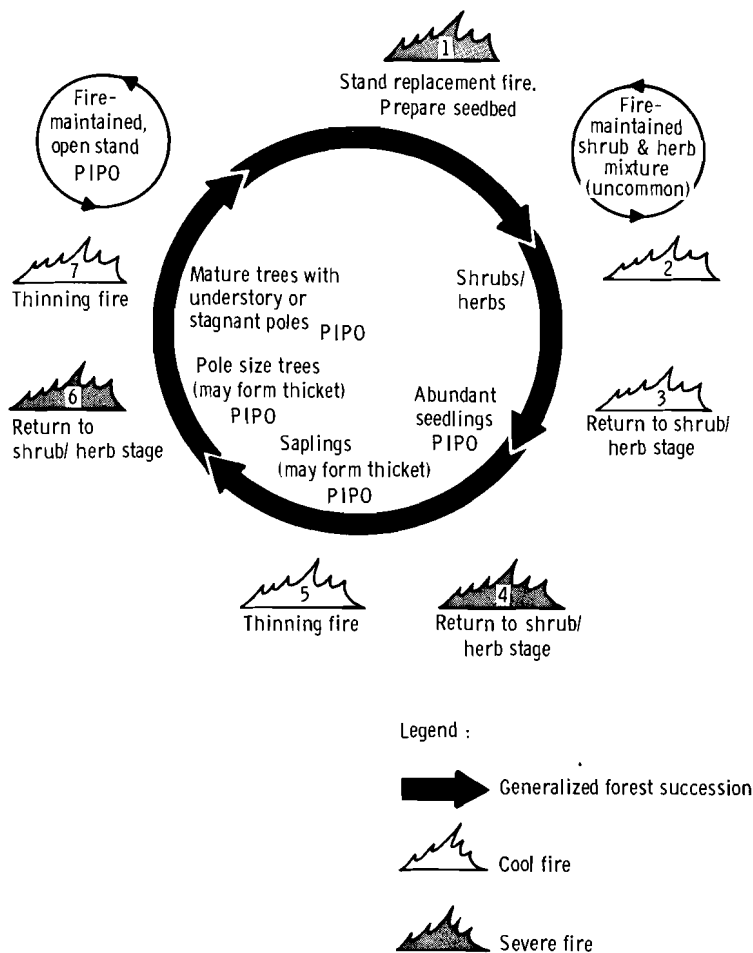 1
Stand replacement fire.
Prepare seedbed
Fire-
maintained,
open stand
PIPO
Fire-
maintained
shrub & herb
mixture
(uncommon)
7
Thinning fire
Mature trees with
understory or
stagnant poles PIPO
Shrubs/
herbs
2
6
Return to
shrub/ herb stage
Pole size trees
(may form thicket)
PIPO
Abundant
seedlings
PIPO
3
Return to shrub/
herb stage
Saplings
(may form thicket)
PIPO
5
Thinning fire
4
Return to shrub/
herb stage
Legend :
Generalized forest succession
Cool fire
Severe fire